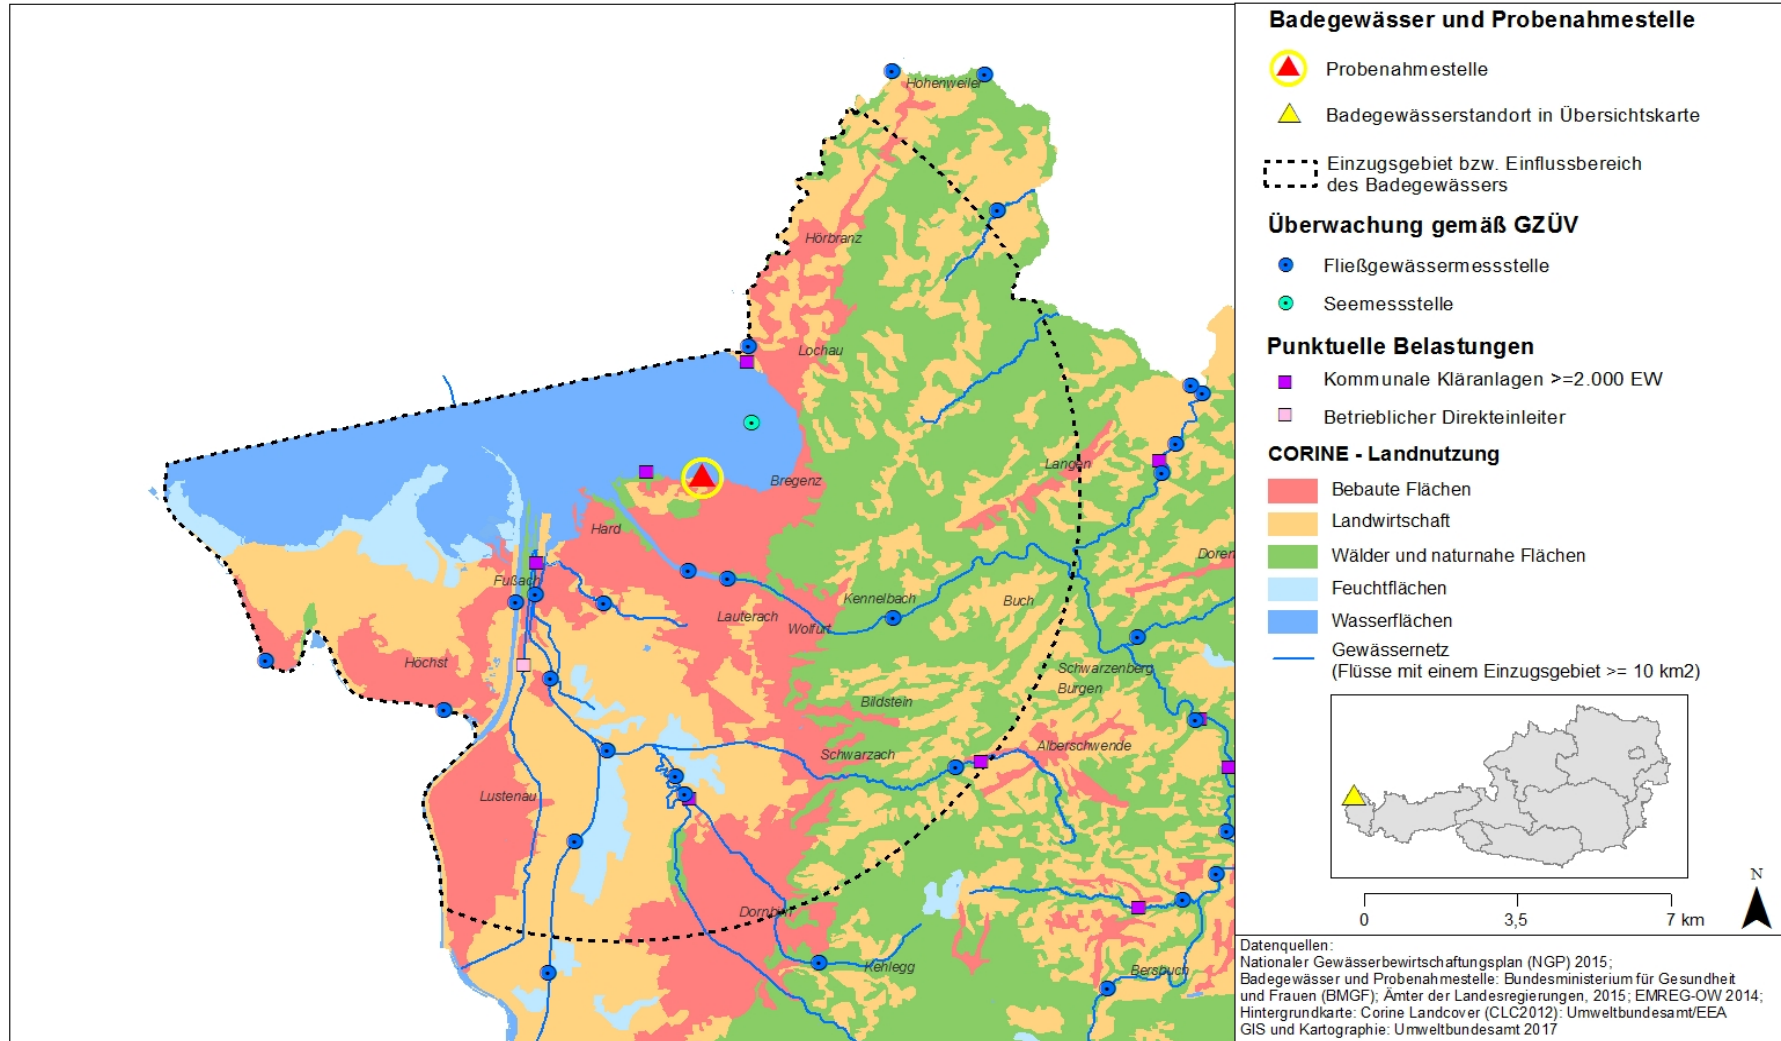 Hohenweiler
Hörbranz
Lochau
Langen
Bregenz
Hard
Doren
Fußach
Kennelbach
Buch
Lauterach
Wolfurt
Höchst
Schwarzenberg
Burgen
Bildstein
Alberschwende
Schwarzach
Lustenau
Dornbirn
Kehlegg
Bersbuch
Badegewässer und Probenahmestelle
Probenahmestelle
Badegewässerstandort in Übersichtskarte
Einzugsgebiet bzw. Einflussbereich
des Badegewässers
Überwachung gemäß GZÜV
Fließgewässermessstelle
Seemessstelle
Punktuelle Belastungen
Kommunale Kläranlagen >=2.000 EW
Betrieblicher Direkteinleiter
CORINE - Landnutzung
Bebaute Flächen
Landwirtschaft
Wälder und naturnahe Flächen
Feuchtflächen
Wasserflächen
Gewässernetz
(Flüsse mit einem Einzugsgebiet >= 10 km2)
N
0 3,5 7 km
Datenquellen:
Nationaler Gewässerbewirtschaftungsplan (NGP) 2015;
Badegewässer und Probenahmestelle: Bundesministerium für Gesundheit
und Frauen (BMGF); Ämter der Landesregierungen, 2015; EMREG-OW 2014;
Hintergrundkarte: Corine Landcover (CLC2012): Umweltbundesamt/EEA
GIS und Kartographie: Umweltbundesamt 2017